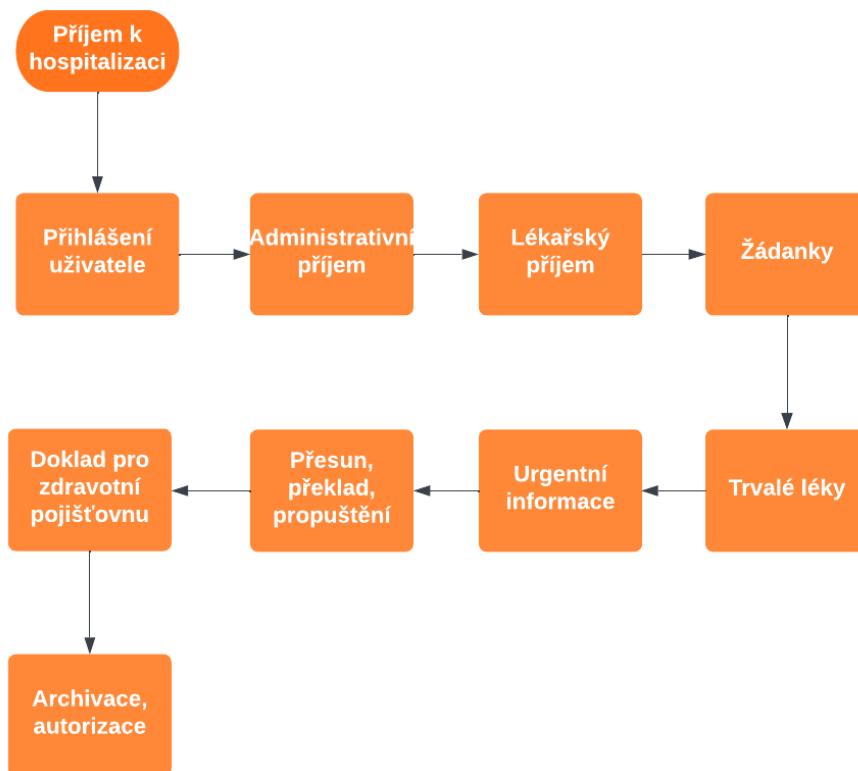 Příjem k
hospitalizaci
Přihlášení
uživatele
Administrativní
příjem
Lékařský
příjem
Žádanky
Trvalé léky
Urgentní
informace
Přesun,
překlad,
propuštění
Doklad pro
zdravotní
pojišťovnu
Archivace,
autorizace